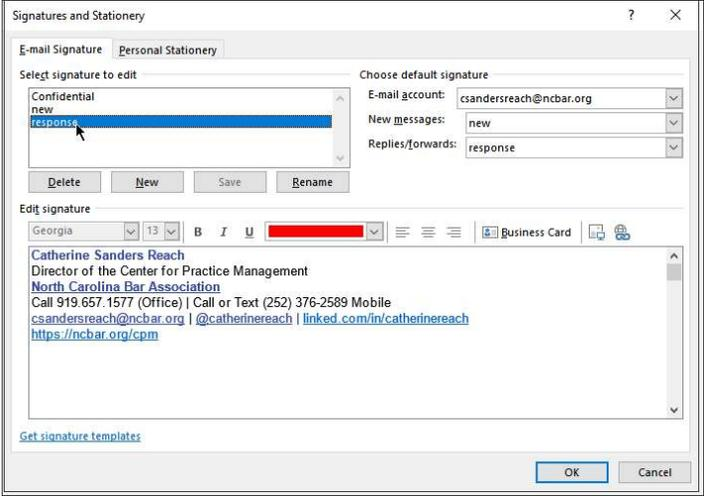 Signatures and Stationery ? ×
E-mail Signature Personal Stationery
Select signature to edit
Confidential
new
response
Delete New Save Rename
Choose default signature
E-mail account: csandersreach@ncbar.org
New messages: new
Replies/forwards: response
Edit signature
Georgia 13 B I U Business Card
Catherine Sanders Reach
Director of the Center for Practice Management
North Carolina Bar Association
Call 919.657.1577 (Office) | Call or Text (252) 376-2589 Mobile
csandersreach@ncbar.org | @catherinereach | linked.com/in/catherinereach
https://ncbar.org/cpm
Get signature templates
OK Cancel